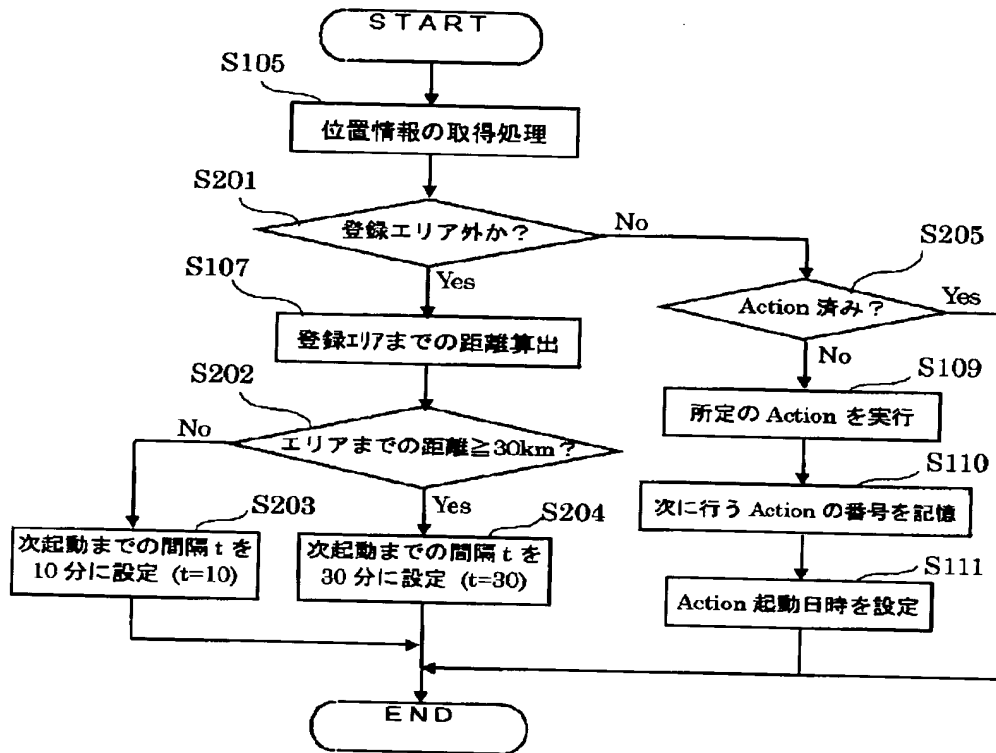 START
S105
位置情報の取得処理
S201
登録エリア外か？
No
Yes
S205
Action 済み？
Yes
No
S107
登録ｴﾘｱまでの距離算出
S109
所定の Action を実行
S202
エリアまでの距離≧30km？
No
Yes
S110
次に行う Action の番号を記憶
S203
次起動までの間隔 t を
10 分に設定 (t=10)
S204
次起動までの間隔 t を
30 分に設定 (t=30)
S111
Action 起動日時を設定
END